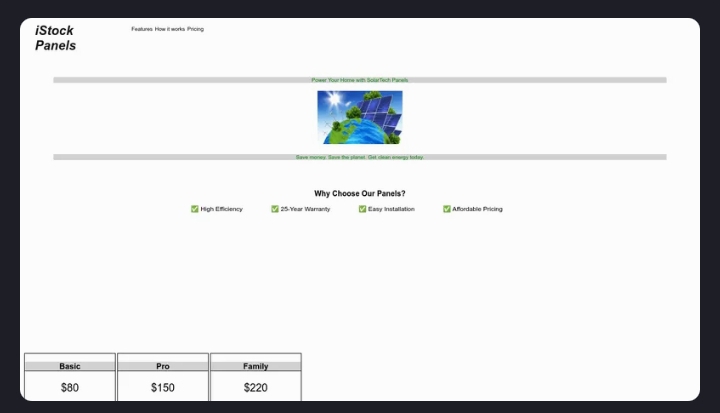 iStock
Panels
Features How it works Pricing
Power Your Home with SolarTech Panels
Save money. Save the planet. Get clean energy today.
Why Choose Our Panels?
✅ High Efficiency ✅ 25-Year Warranty ✅ Easy Installation ✅ Affordable Pricing
Basic Pro Family
$80 $150 $220